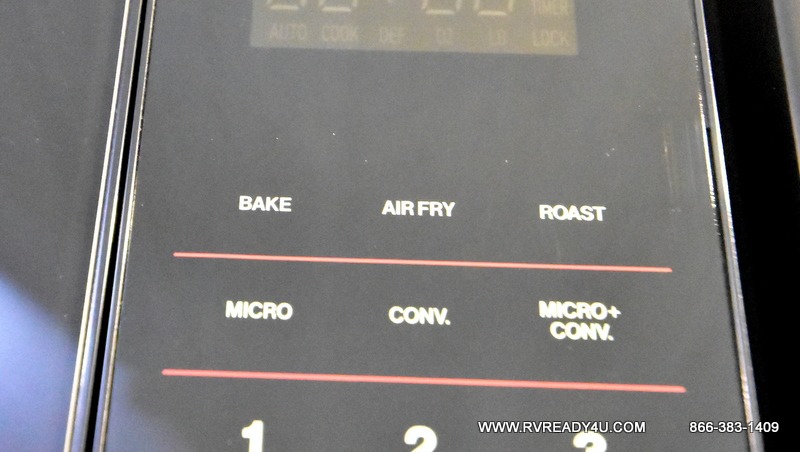 TIMER
AUTO COOK DEF OZ LB LOCK
BAKE AIR FRY ROAST
MICRO CONV. MICRO+
CONV.
1 2 3
WWW.RVREADY4U.COM 866-383-1409